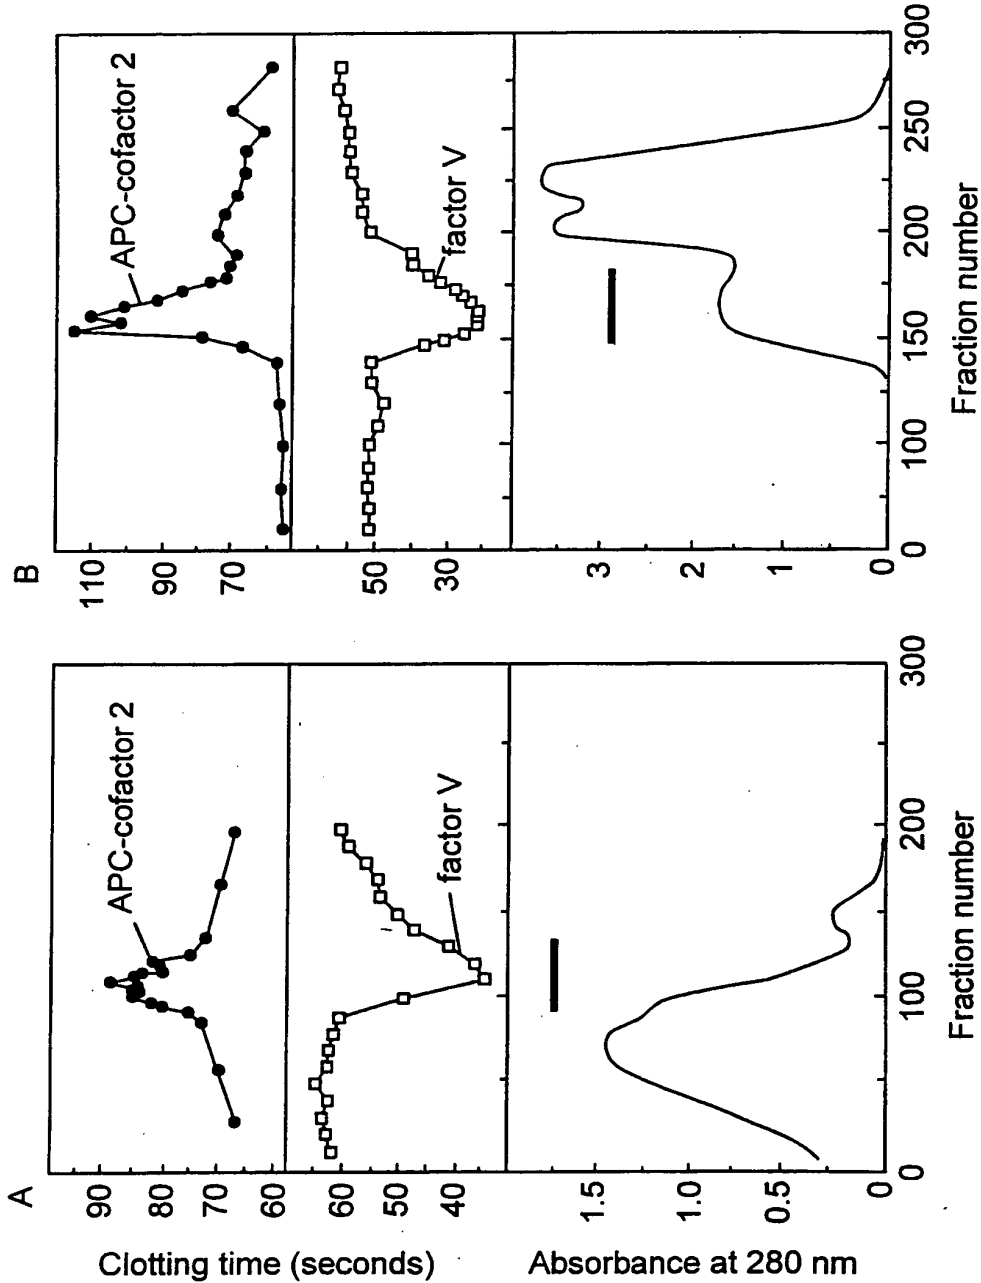 A
Clotting time (seconds)
90
80
70
APC-cofactor 2
60
50
40
factor V
Absorbance at 280 nm
1.5
1.0
0.5
0
0
100
200
300
Fraction number
B
110
90
70
APC-cofactor 2
50
30
factor V
3
2
1
0
0
100
150
200
250
300
Fraction number